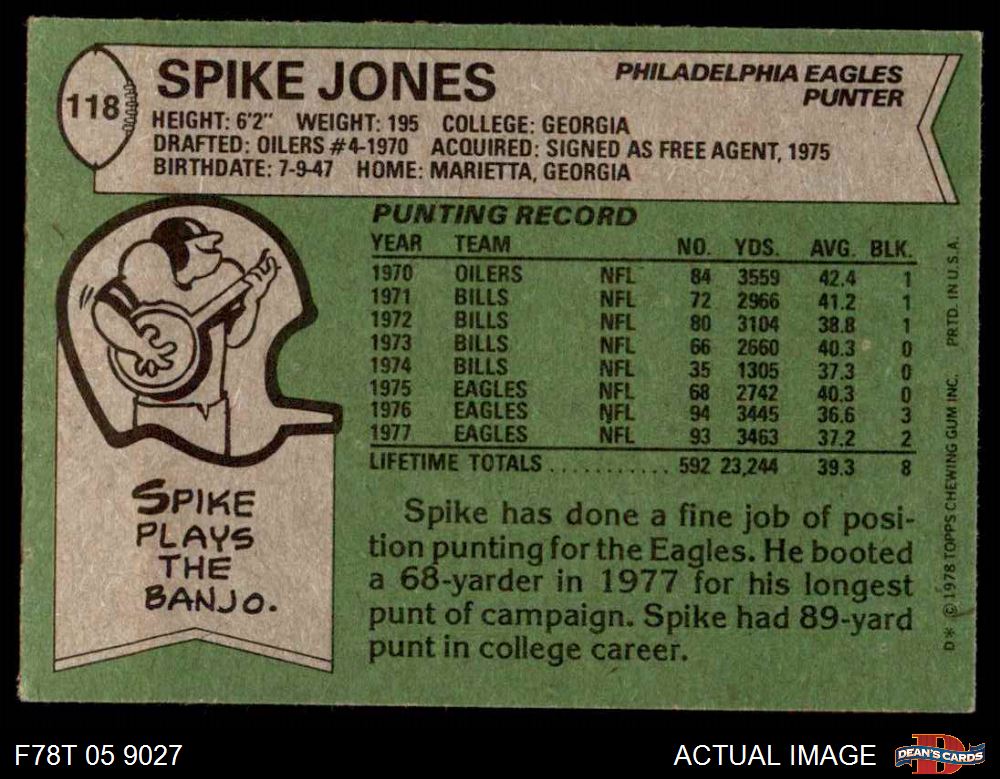 118
SPIKE JONES
PHILADELPHIA EAGLES
PUNTER
HEIGHT: 6'2" WEIGHT: 195 COLLEGE: GEORGIA
DRAFTED: OILERS #4-1970 ACQUIRED: SIGNED AS FREE AGENT, 1975
BIRTHDATE: 7-9-47 HOME: MARIETTA, GEORGIA
PUNTING RECORD
YEAR TEAM NO. YDS. AVG. BLK.
1970 OILERS NFL 84 3559 42.4 1
1971 BILLS NFL 72 2966 41.2 1
1972 BILLS NFL 80 3104 38.8 1
1973 BILLS NFL 66 2660 40.3 0
1974 BILLS NFL 35 1305 37.3 0
1975 EAGLES NFL 68 2742 40.3 0
1976 EAGLES NFL 94 3445 36.6 3
1977 EAGLES NFL 93 3463 37.2 2
LIFETIME TOTALS ........... 592 23,244 39.3 8
SPIKE
PLAYS
THE
BANJO.
Spike has done a fine job of posi-
tion punting for the Eagles. He booted
a 68-yarder in 1977 for his longest
punt of campaign. Spike had 89-yard
punt in college career.
D* © 1978 TOPPS CHEWING GUM INC. PRTD. IN U.S.A.
F78T 05 9027
ACTUAL IMAGE
D
DEAN'S CARDS